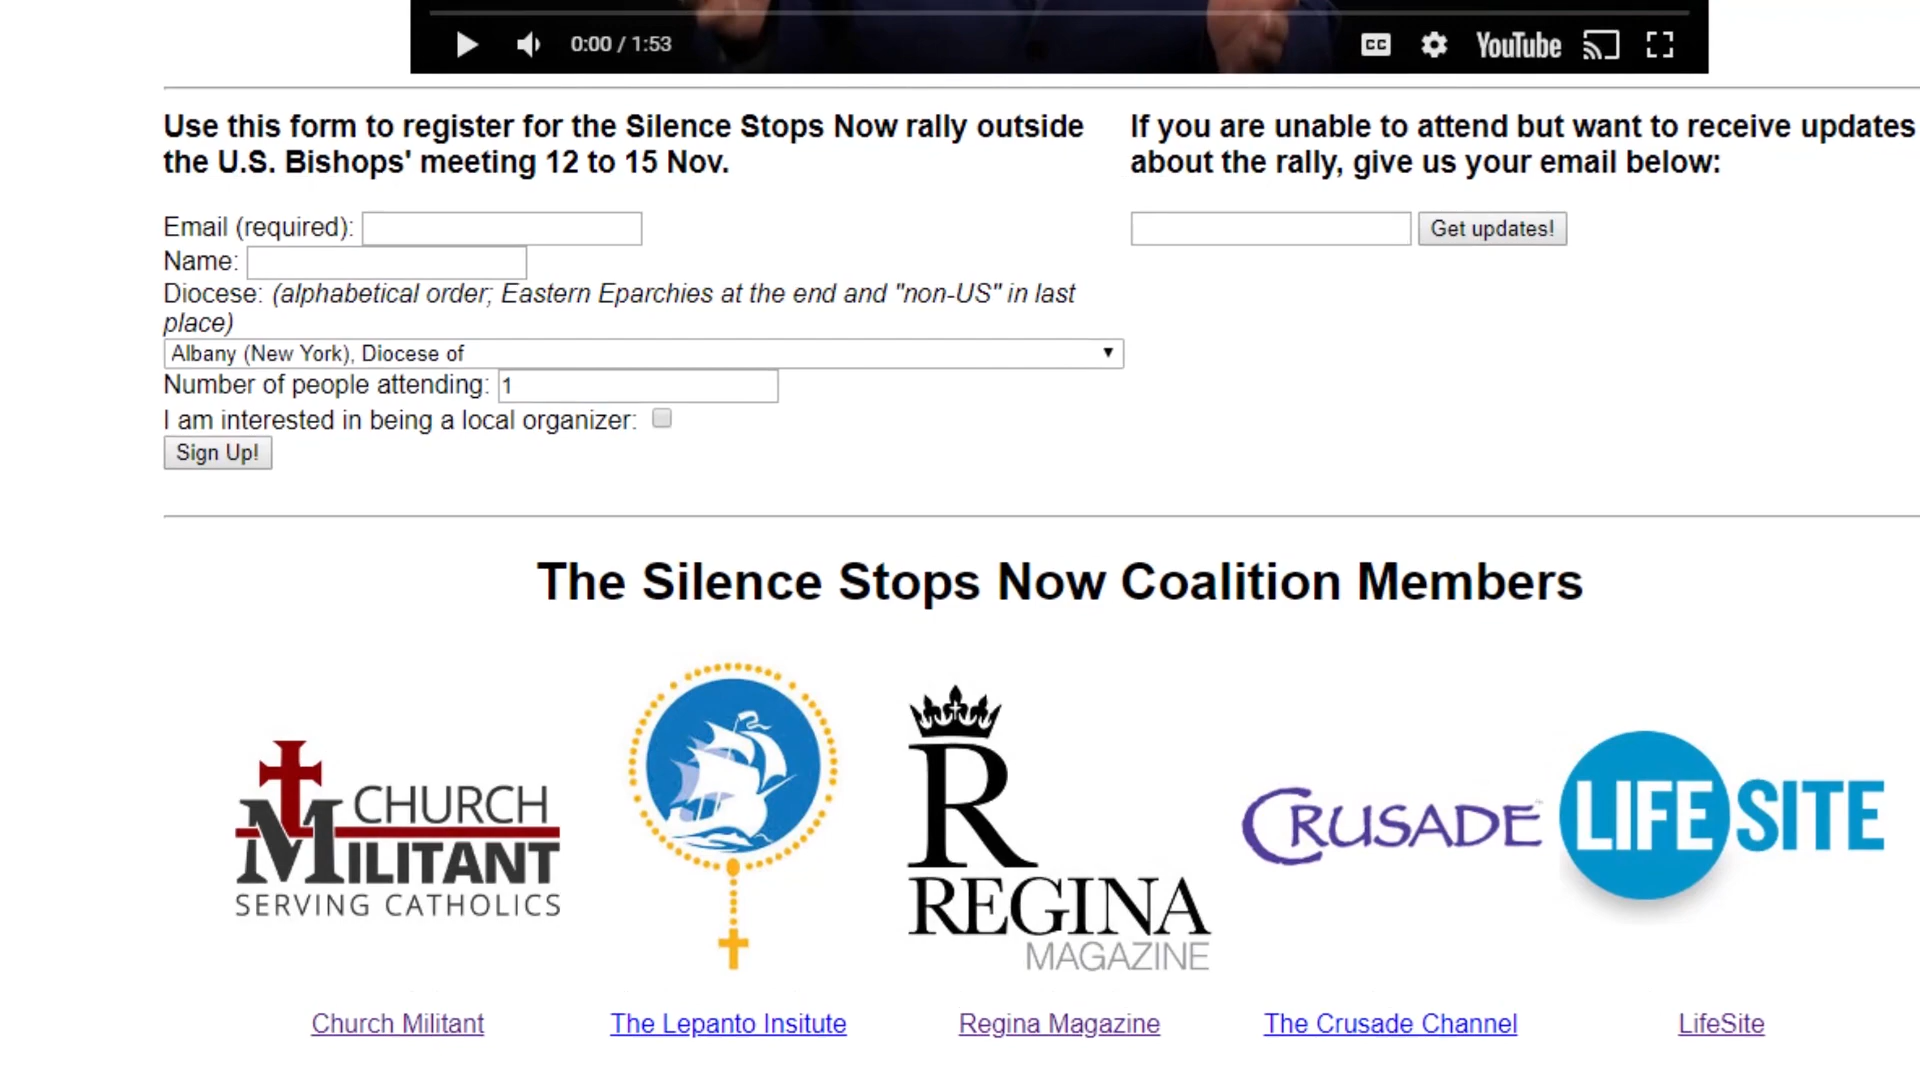 0:00 / 1:53
CC
YouTube
Use this form to register for the Silence Stops Now rally outside
the U.S. Bishops' meeting 12 to 15 Nov.
Email (required):
Name:
Diocese: (alphabetical order; Eastern Eparchies at the end and "non-US" in last
place)
Albany (New York), Diocese of
Number of people attending: 1
I am interested in being a local organizer:
Sign Up!
If you are unable to attend but want to receive updates
about the rally, give us your email below:
Get updates!
The Silence Stops Now Coalition Members
CHURCH
MILITANT
SERVING CATHOLICS
R
REGINA
MAGAZINE
CRUSADE
LIFE SITE
Church Militant
The Lepanto Insitute
Regina Magazine
The Crusade Channel
LifeSite